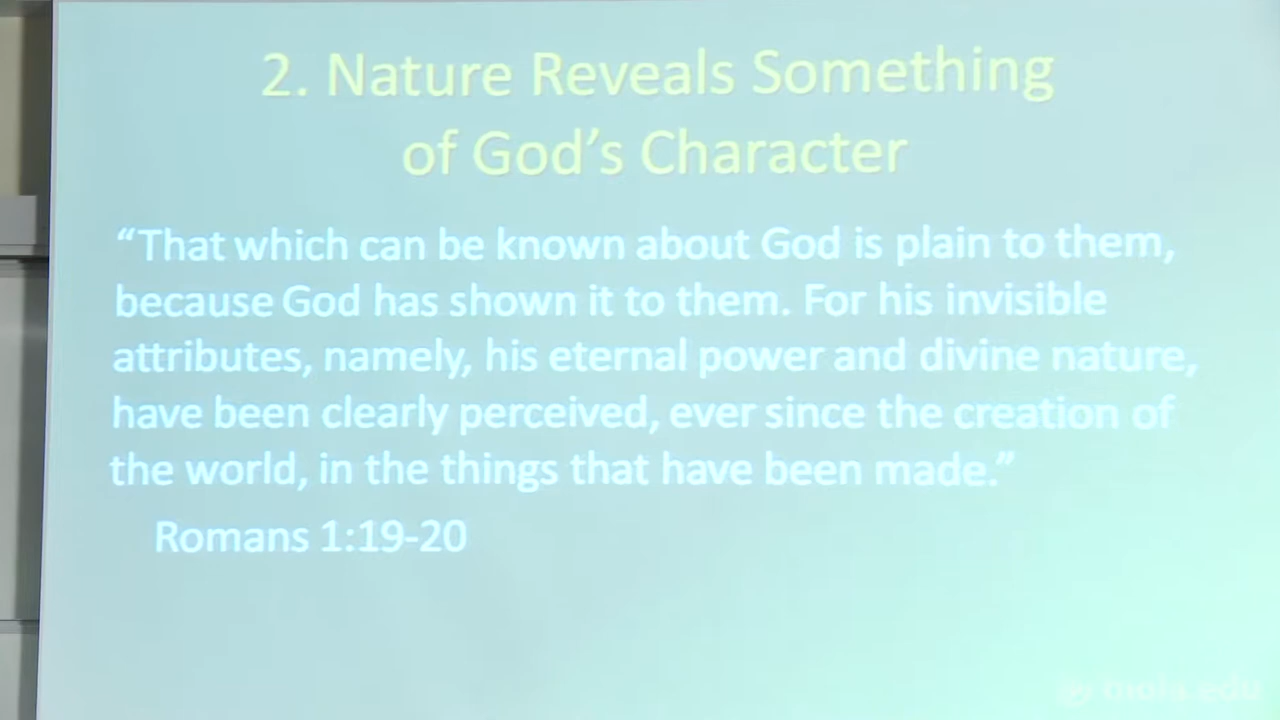 2. Nature Reveals Something
of God's Character
“That which can be known about God is plain to them,
because God has shown it to them. For his invisible
attributes, namely, his eternal power and divine nature,
have been clearly perceived, ever since the creation of
the world, in the things that have been made.”
Romans 1:19-20